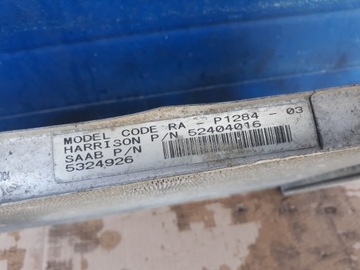 MODEL CODE RA - P1284 - 03
HARRISON P/N 52404016
SAAB P/N
5324926